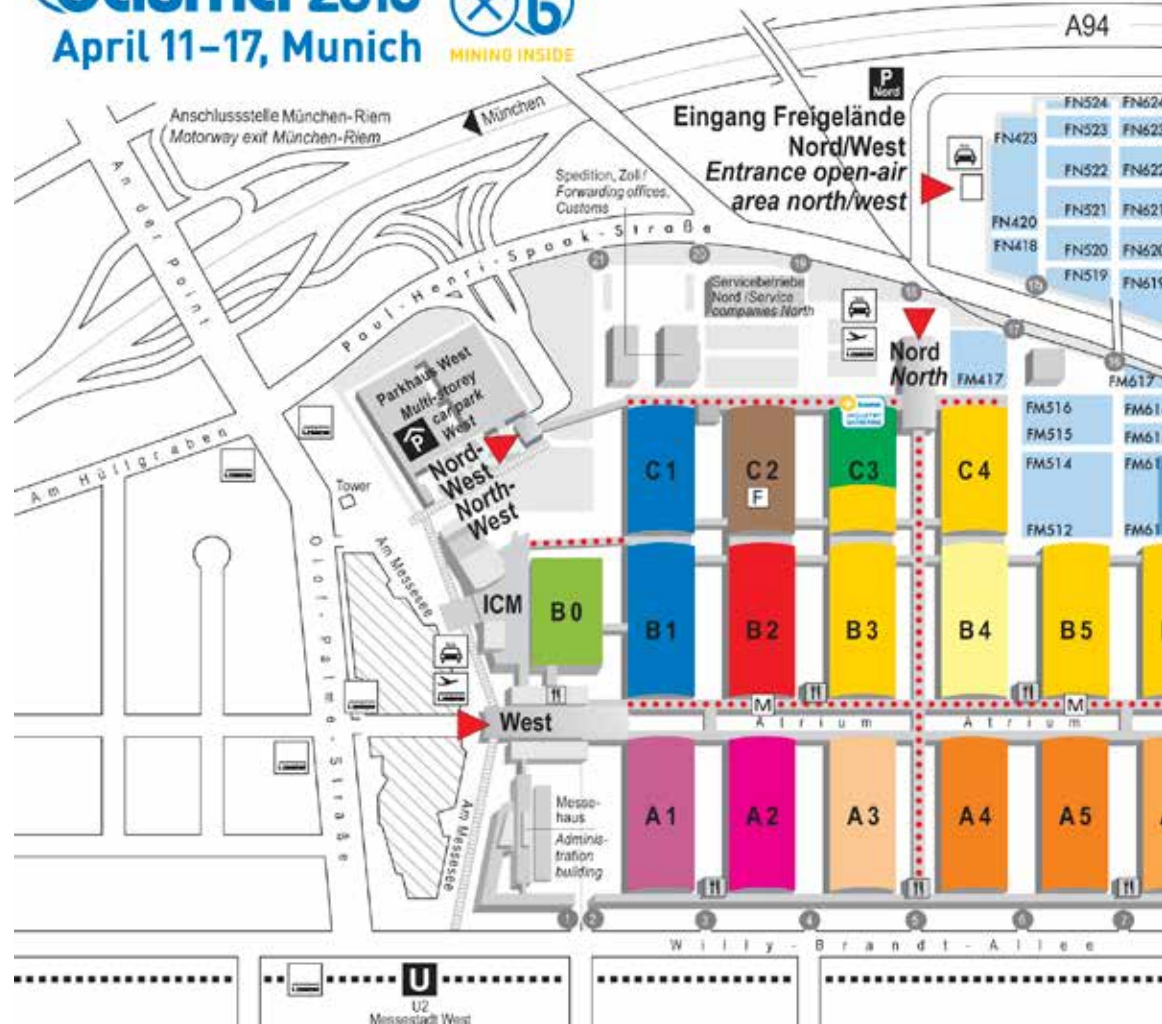 April 11–17, Munich
MINING INSIDE
A94
P
Nord
Anschlussstelle München-Riem
Motorway exit München-Riem
München
Eingang Freigelände
Nord/West
Entrance open-air
area north/west
FN524
FN423
FN523
FN522
FN521
FN420
FN418
FN520
FN519
Spedition, Zoll /
Forwarding offices,
Customs
An der Point
Paul-Henri-Spaak-Straße
21
20
19
18
17
16
Servicebetriebe
Nord /Service
companies North
Nord
North
FM417
FM617
FM516
FM515
FM514
FM512
Parkhaus West
Multi-storey
car park
West
P
Nord-
West
North-
West
Am Hüllgraben
Tower
Olof-Palme-Straße
Am Messesee
C 1
C 2
F
C 3
C 4
ICM
B 0
B 1
B 2
B 3
B 4
B 5
West
M
M
Atrium
Atrium
A 1
A 2
A 3
A 4
A 5
Messe-
haus
Adminis-
tration
building
Am Messesee
1
2
3
4
5
6
7
Willy-Brandt-Allee
U
U2
Messestadt West